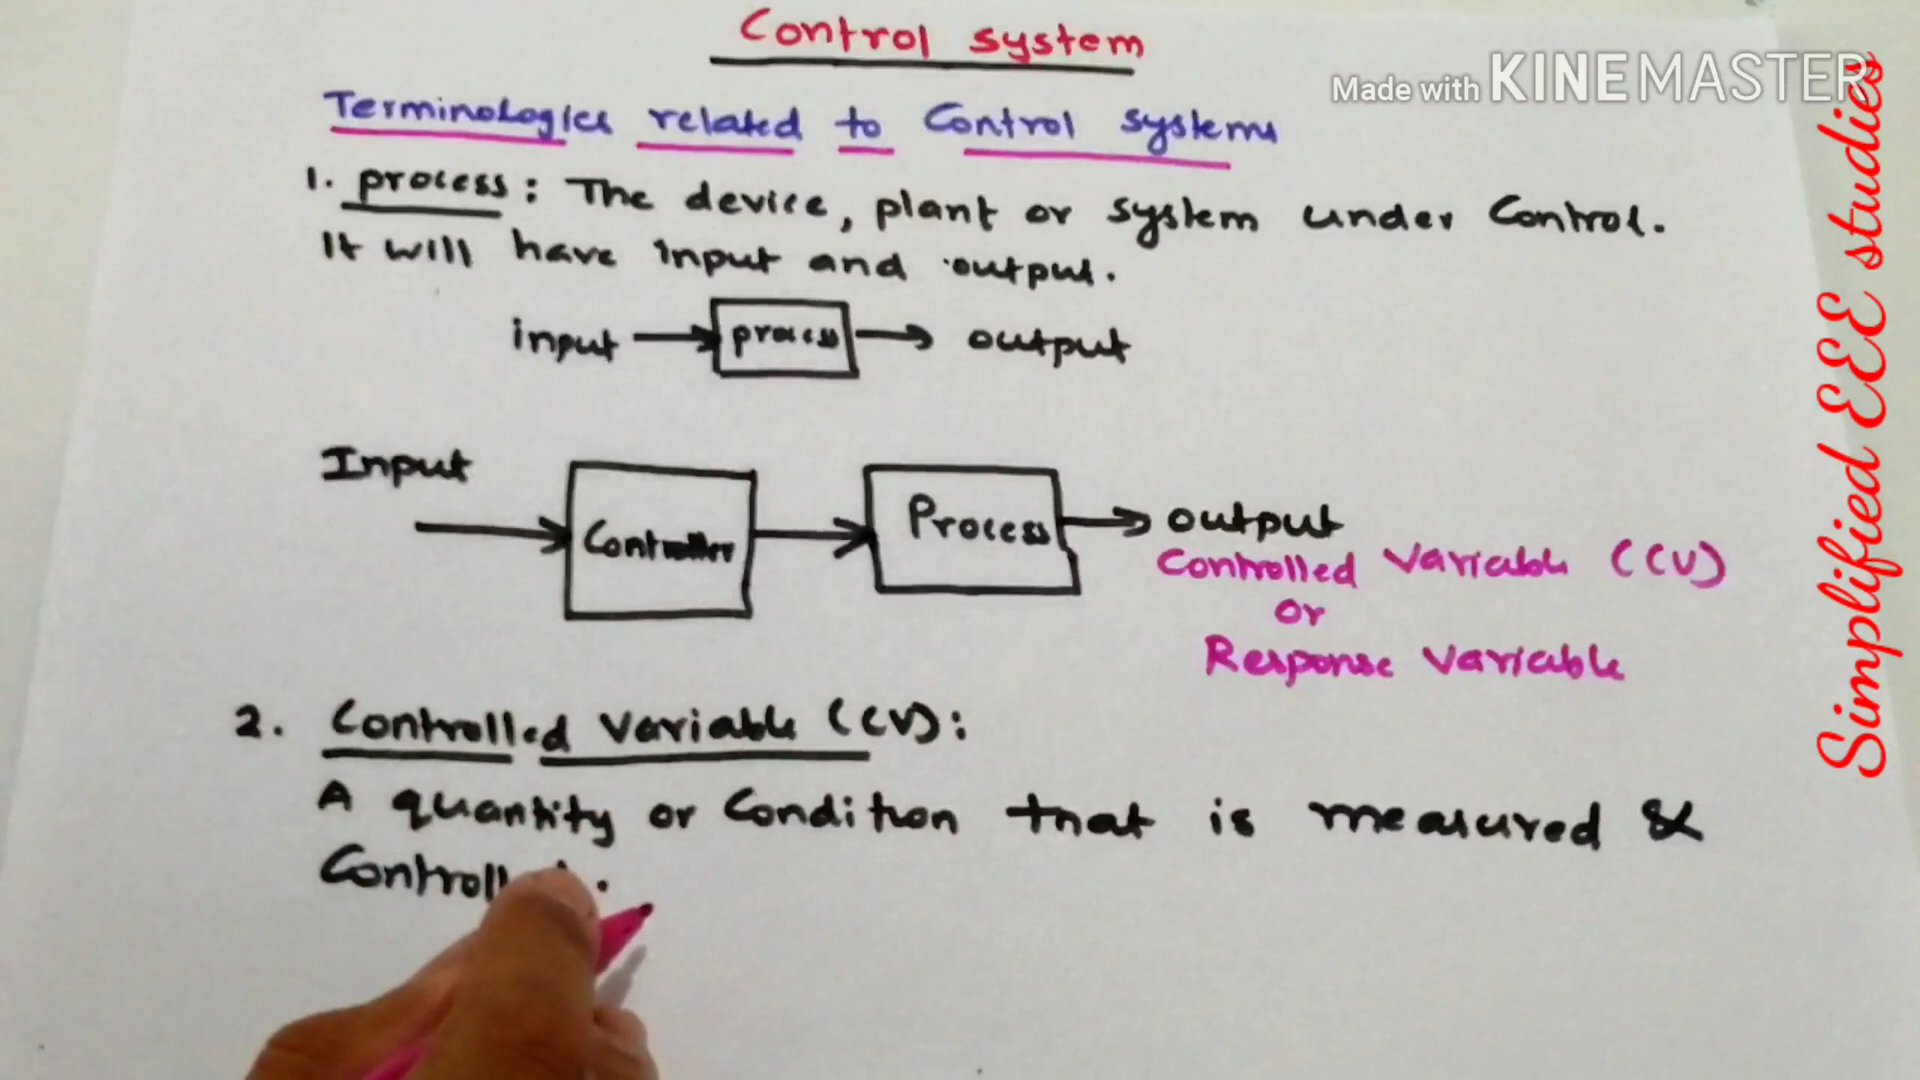 Control system
Made with KINEMASTER
Terminologies related to Control systems
1. process: The device, plant or system under Control.
It will have input and output.
input process output
Input
Controller Process output
Controlled Variable (CV)
or
Response Variable
2. Controlled Variable (CV):
A quantity or Condition that is measured &
Simplified EEE studies